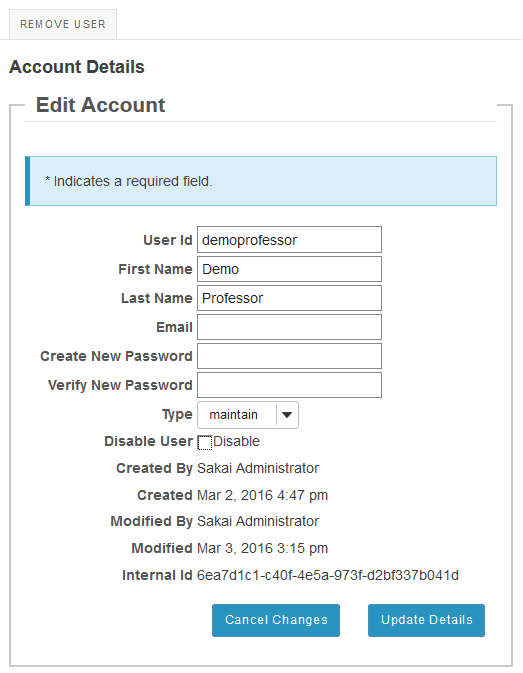 REMOVE USER
Account Details
Edit Account
* Indicates a required field.
User Id demoprofessor
First Name Demo
Last Name Professor
Email
Create New Password
Verify New Password
Type maintain
Disable User Disable
Created By Sakai Administrator
Created Mar 2, 2016 4:47 pm
Modified By Sakai Administrator
Modified Mar 3, 2016 3:15 pm
Internal Id 6ea7d1c1-c40f-4e5a-973f-d2bf337b041d
Cancel Changes Update Details